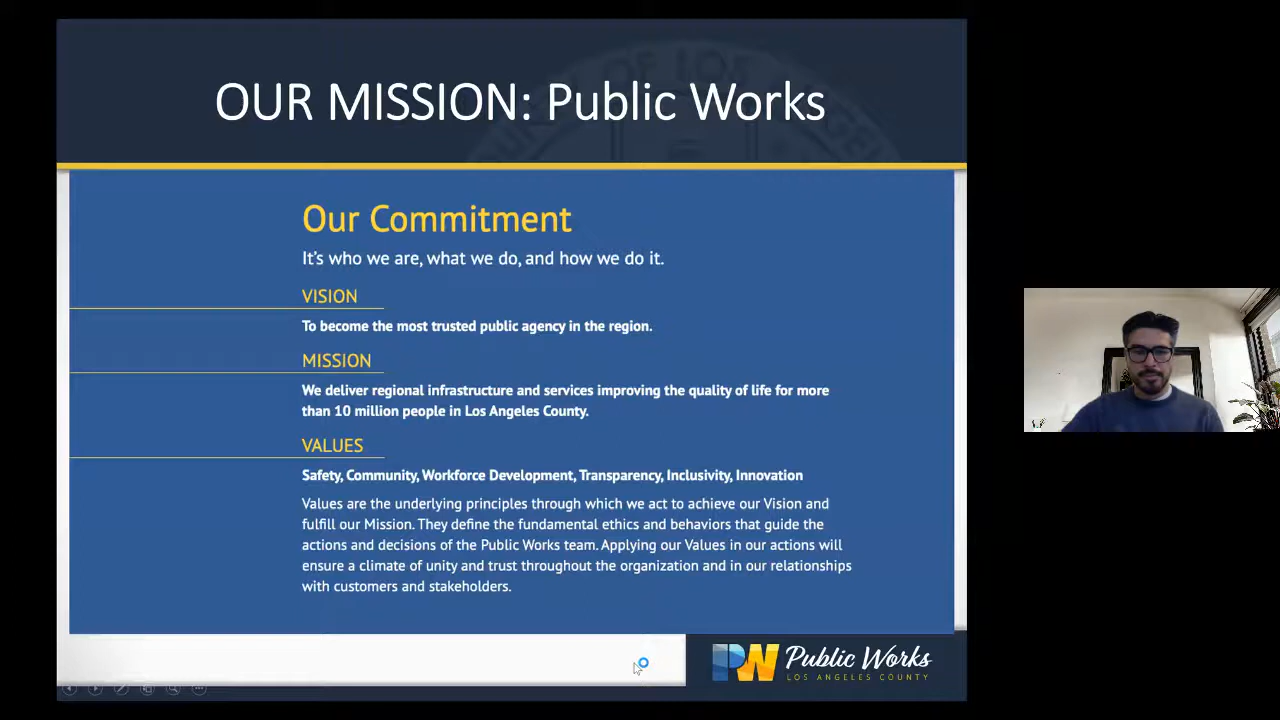 OUR MISSION: Public Works
Our Commitment
It's who we are, what we do, and how we do it.
VISION
To become the most trusted public agency in the region.
MISSION
We deliver regional infrastructure and services improving the quality of life for more
than 10 million people in Los Angeles County.
VALUES
Safety, Community, Workforce Development, Transparency, Inclusivity, Innovation
Values are the underlying principles through which we act to achieve our Vision and
fulfill our Mission. They define the fundamental ethics and behaviors that guide the
actions and decisions of the Public Works team. Applying our Values in our actions will
ensure a climate of unity and trust throughout the organization and in our relationships
with customers and stakeholders.
PW Public Works
LOS ANGELES COUNTY